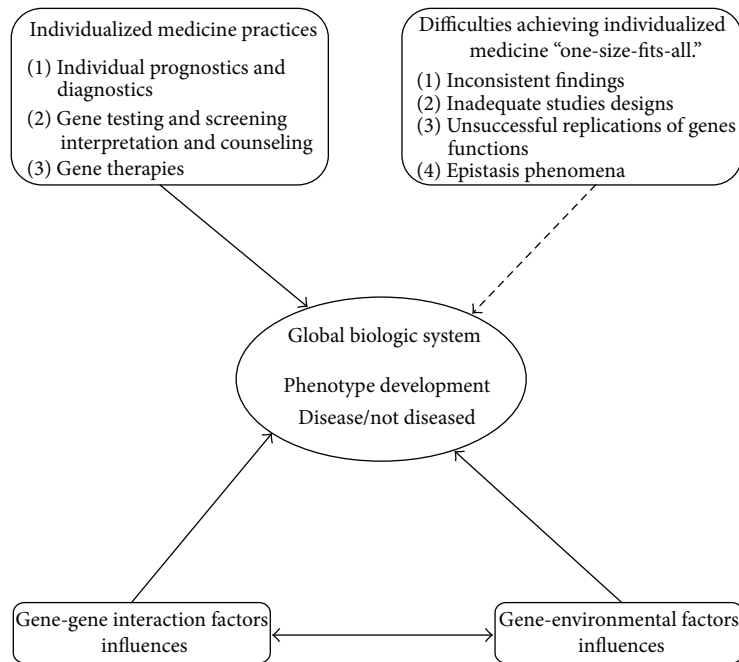 Individualized medicine practices
(1) Individual prognostics and
diagnostics
(2) Gene testing and screening
interpretation and counseling
(3) Gene therapies
Difficulties achieving individualized
medicine “one-size-fits-all.”
(1) Inconsistent findings
(2) Inadequate studies designs
(3) Unsuccessful replications of genes
functions
(4) Epistasis phenomena
Global biologic system
Phenotype development
Disease/not diseased
Gene-gene interaction factors
influences
Gene-environmental factors
influences